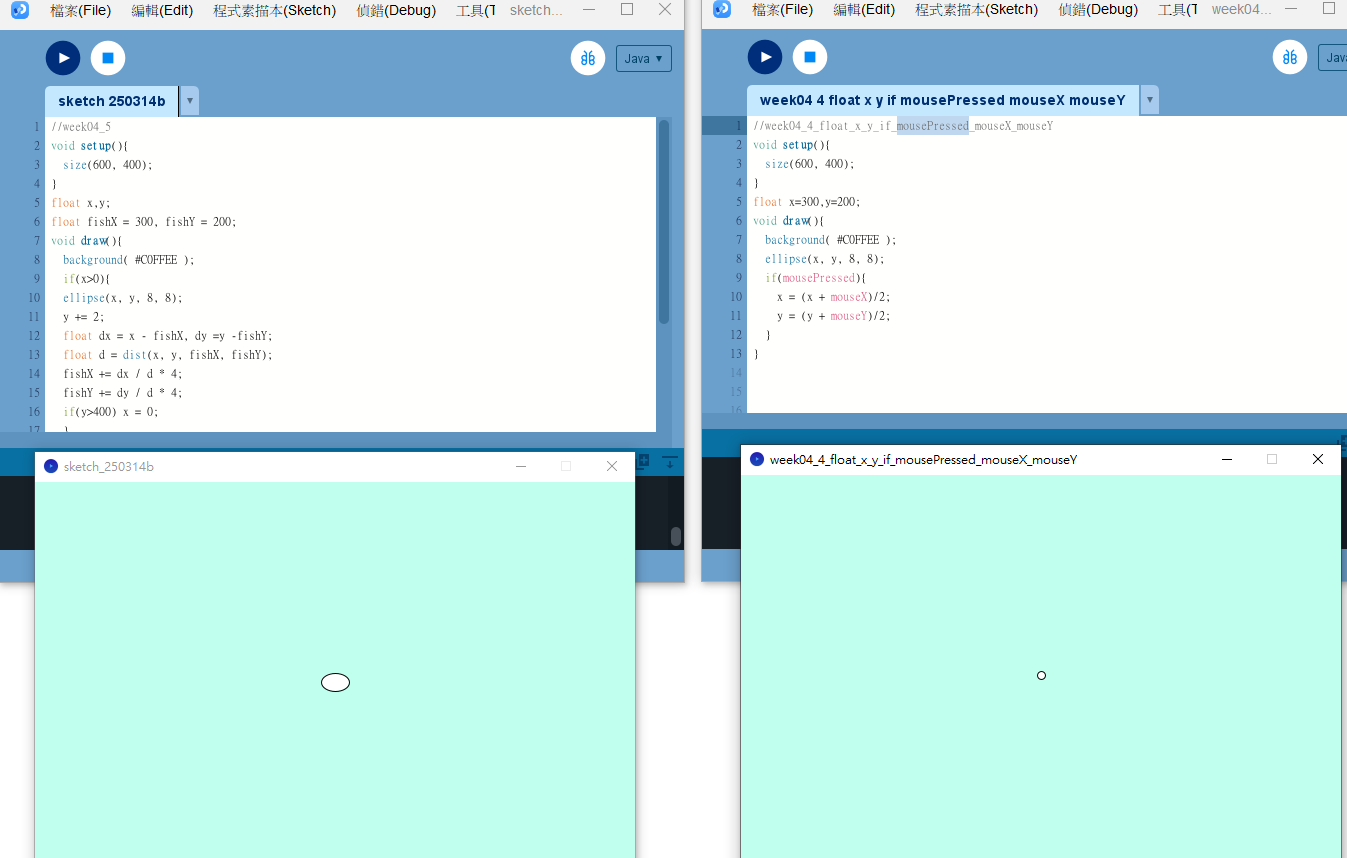 檔案(File) 編輯(Edit) 程式素描本(Sketch) 偵錯(Debug) 工具(T sketch...
Java ▾
sketch 250314b ▾
1 //week04_5
2 void setup(){
3 size(600, 400);
4 }
5 float x,y;
6 float fishX = 300, fishY = 200;
7 void draw(){
8 background( #C0FFEE );
9 if(x>0){
10 ellipse(x, y, 8, 8);
11 y += 2;
12 float dx = x - fishX, dy =y -fishY;
13 float d = dist(x, y, fishX, fishY);
14 fishX += dx / d * 4;
15 fishY += dy / d * 4;
16 if(y>400) x = 0;
17 }
sketch_250314b
檔案(File) 編輯(Edit) 程式素描本(Sketch) 偵錯(Debug) 工具(T week04...
Java
week04 4 float x y if mousePressed mouseX mouseY ▾
1 //week04_4_float_x_y_if_mousePressed_mouseX_mouseY
2 void setup(){
3 size(600, 400);
4 }
5 float x=300,y=200;
6 void draw(){
7 background( #C0FFEE );
8 ellipse(x, y, 8, 8);
9 if(mousePressed){
10 x = (x + mouseX)/2;
11 y = (y + mouseY)/2;
12 }
13 }
14
15
16
week04_4_float_x_y_if_mousePressed_mouseX_mouseY